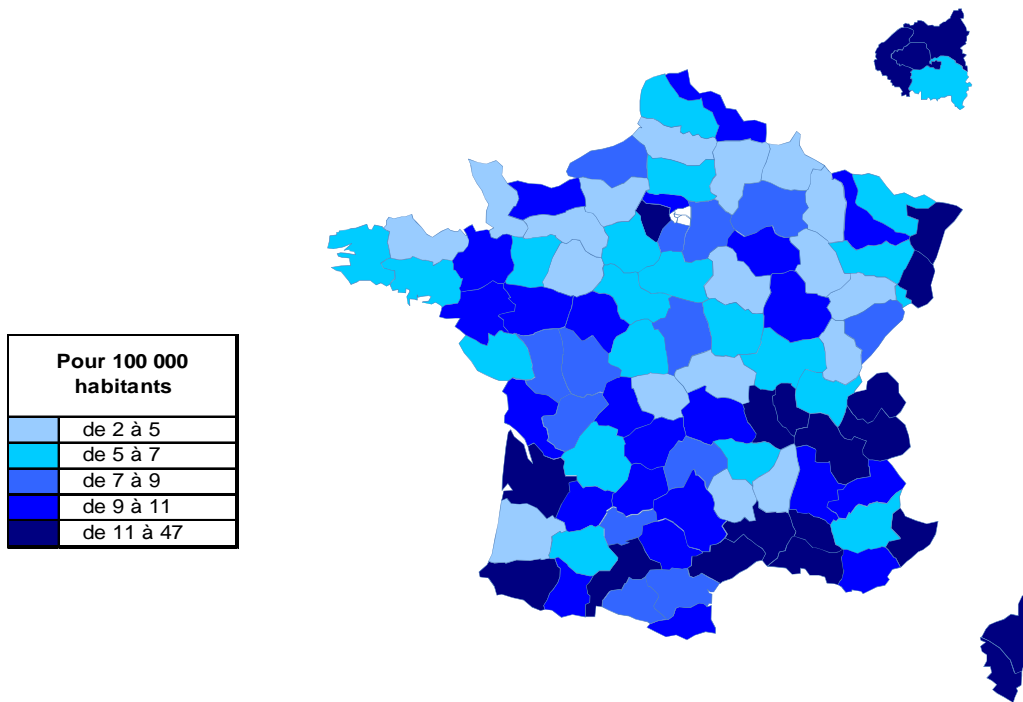 Pour 100 000
habitants
de 2 à 5
de 5 à 7
de 7 à 9
de 9 à 11
de 11 à 47